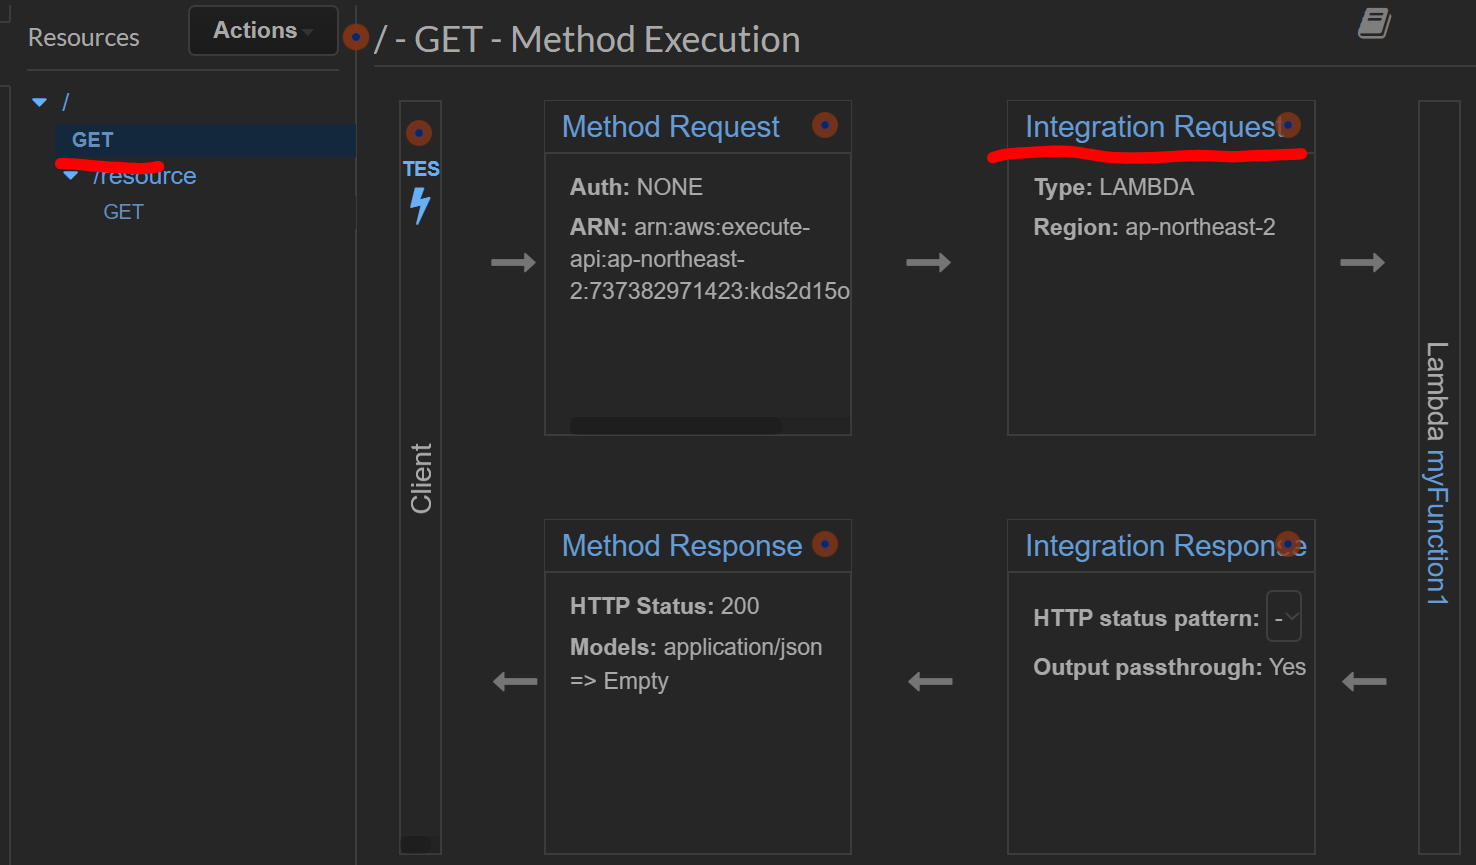 Resources
Actions
/
GET
/resource
GET
/ - GET - Method Execution
TES
Client
Method Request
Auth: NONE
ARN: arn:aws:execute-
api:ap-northeast-
2:737382971423:kds2d15o
Integration Request
Type: LAMBDA
Region: ap-northeast-2
Lambda myFunction1
Method Response
HTTP Status: 200
Models: application/json
=> Empty
Integration Response
HTTP status pattern: -
Output passthrough: Yes